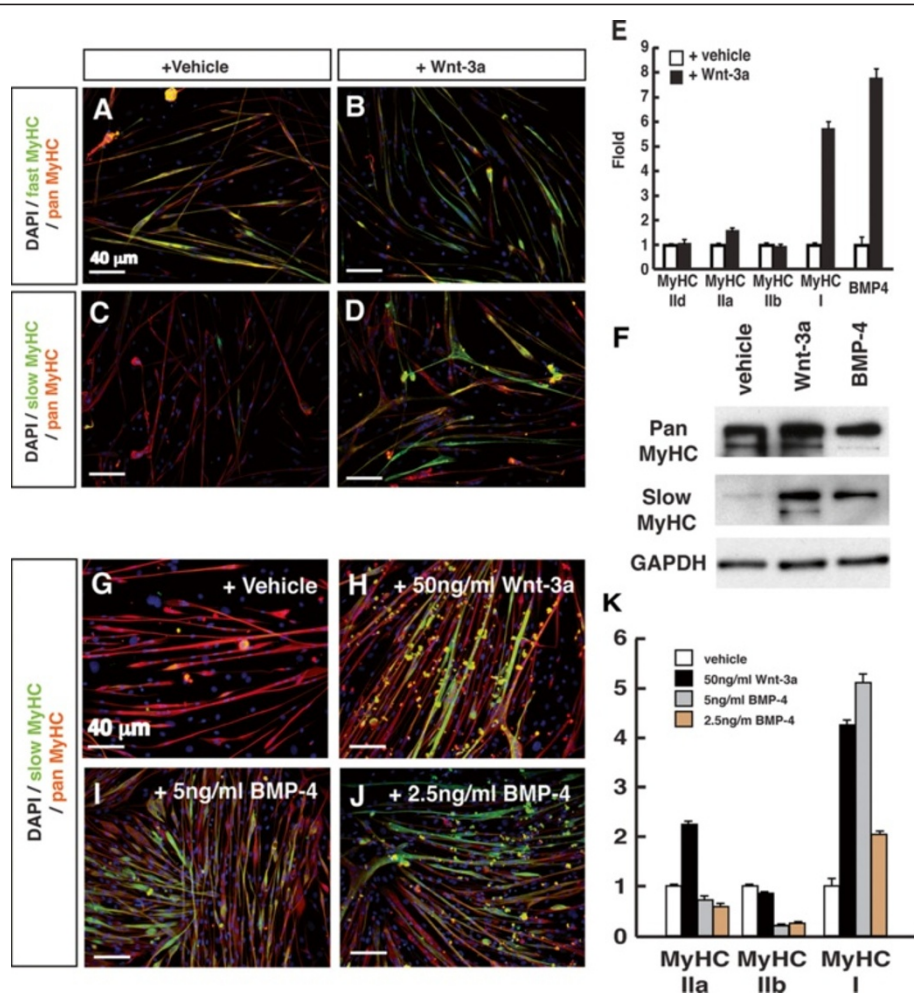 +Vehicle
+ Wnt-3a
DAPI / fast MyHC
/ pan MyHC
A
40 μm
B
DAPI / slow MyHC
/ pan MyHC
C
D
E
+ vehicle
+ Wnt-3a
Flold
9
8
7
6
5
4
3
2
1
0
MyHC
IId
MyHC
IIa
MyHC
IIb
MyHC
I
BMP4
F
vehicle
Wnt-3a
BMP-4
Pan
MyHC
Slow
MyHC
GAPDH
DAPI / slow MyHC
/ pan MyHC
G
+ Vehicle
40 μm
H
+ 50ng/ml Wnt-3a
I
+ 5ng/ml BMP-4
J
+ 2.5ng/ml BMP-4
K
vehicle
50ng/ml Wnt-3a
5ng/ml BMP-4
2.5ng/m BMP-4
6
5
4
3
2
1
0
MyHC
IIa
MyHC
IIb
MyHC
I